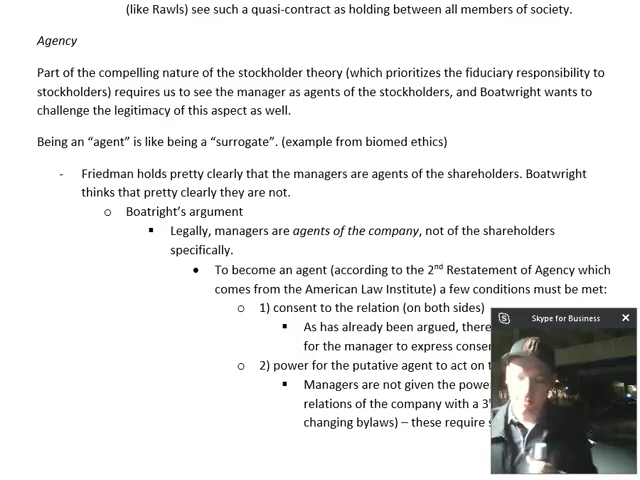 (like Rawls) see such a quasi-contract as holding between all members of society.
Agency
Part of the compelling nature of the stockholder theory (which prioritizes the fiduciary responsibility to
stockholders) requires us to see the manager as agents of the stockholders, and Boatwright wants to
challenge the legitimacy of this aspect as well.
Being an “agent” is like being a “surrogate”. (example from biomed ethics)
- Friedman holds pretty clearly that the managers are agents of the shareholders. Boatwright
thinks that pretty clearly they are not.
o Boatright's argument
▪ Legally, managers are agents of the company, not of the shareholders
specifically.
• To become an agent (according to the 2nd Restatement of Agency which
comes from the American Law Institute) a few conditions must be met:
o 1) consent to the relation (on both sides)
▪ As has already been argued, there
for the manager to express
o 2) power for the putative agent to act on
▪ Managers are not given the
relations of the company with a
changing bylaws) – these require
Skype for Business